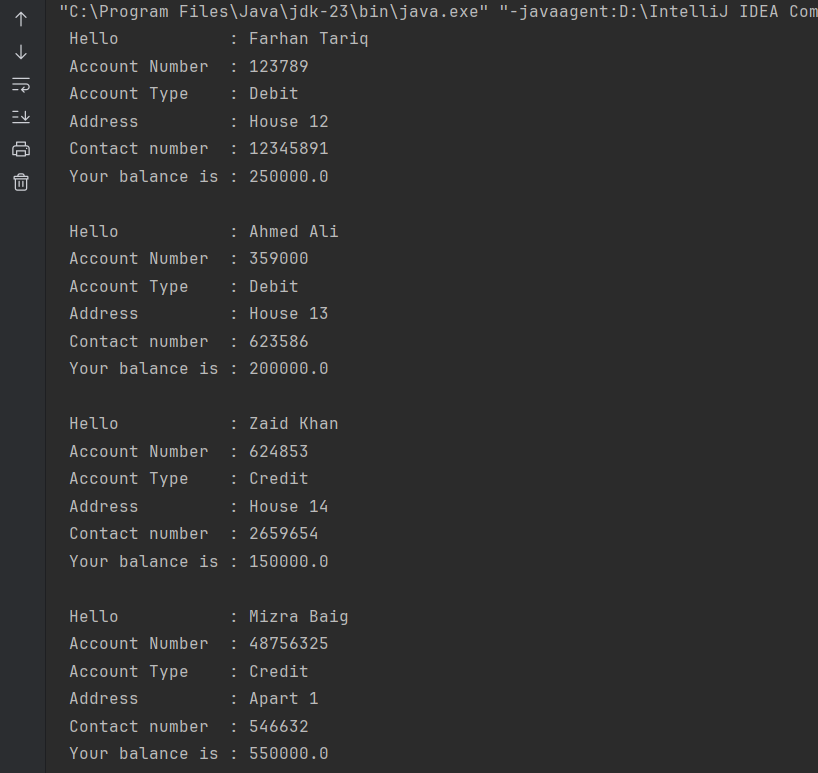 "C:\Program Files\Java\jdk-23\bin\java.exe" "-javaagent:D:\IntelliJ IDEA Com
Hello           : Farhan Tariq
Account Number  : 123789
Account Type    : Debit
Address         : House 12
Contact number  : 12345891
Your balance is : 250000.0

Hello           : Ahmed Ali
Account Number  : 359000
Account Type    : Debit
Address         : House 13
Contact number  : 623586
Your balance is : 200000.0

Hello           : Zaid Khan
Account Number  : 624853
Account Type    : Credit
Address         : House 14
Contact number  : 2659654
Your balance is : 150000.0

Hello           : Mizra Baig
Account Number  : 48756325
Account Type    : Credit
Address         : Apart 1
Contact number  : 546632
Your balance is : 550000.0